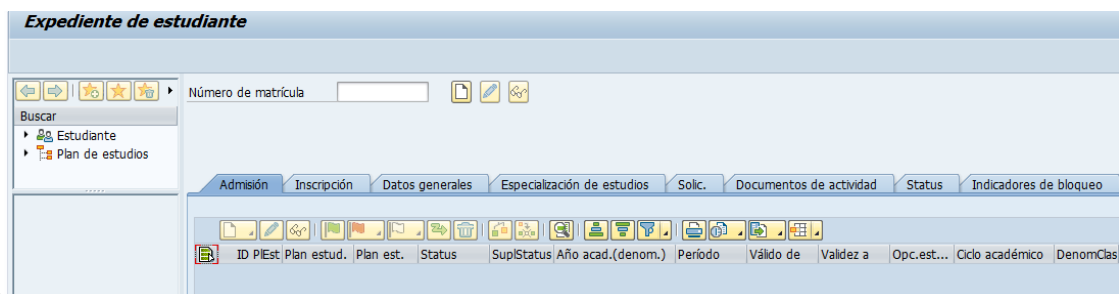 Expediente de estudiante
Número de matrícula
Buscar
Estudiante
Plan de estudios
Admisión Inscripción Datos generales Especialización de estudios Solic. Documentos de actividad Status Indicadores de bloqueo
ID PlEst Plan estud. Plan est. Status SuplStatus Año acad.(denom.) Período Válido de Validez a Opc.est... Ciclo académico DenomClas